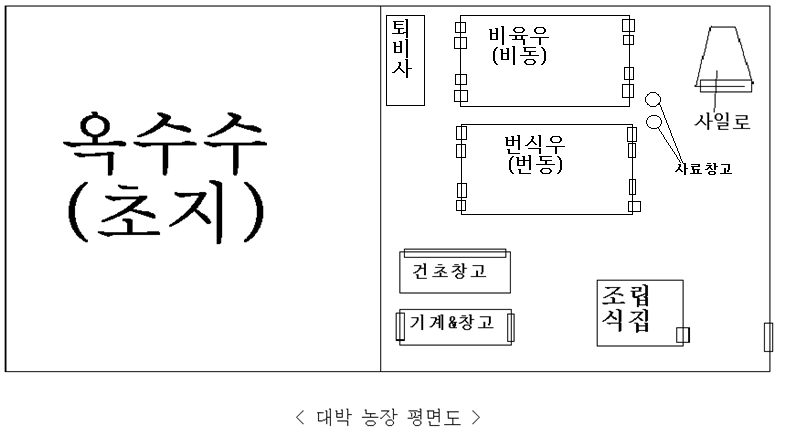 옥수수
(초지)
퇴
비
사
비육우
(비동)
번식우
(번동)
사일로
사료창고
건초창고
기계&창고
조립
식집
< 대박 농장 평면도 >